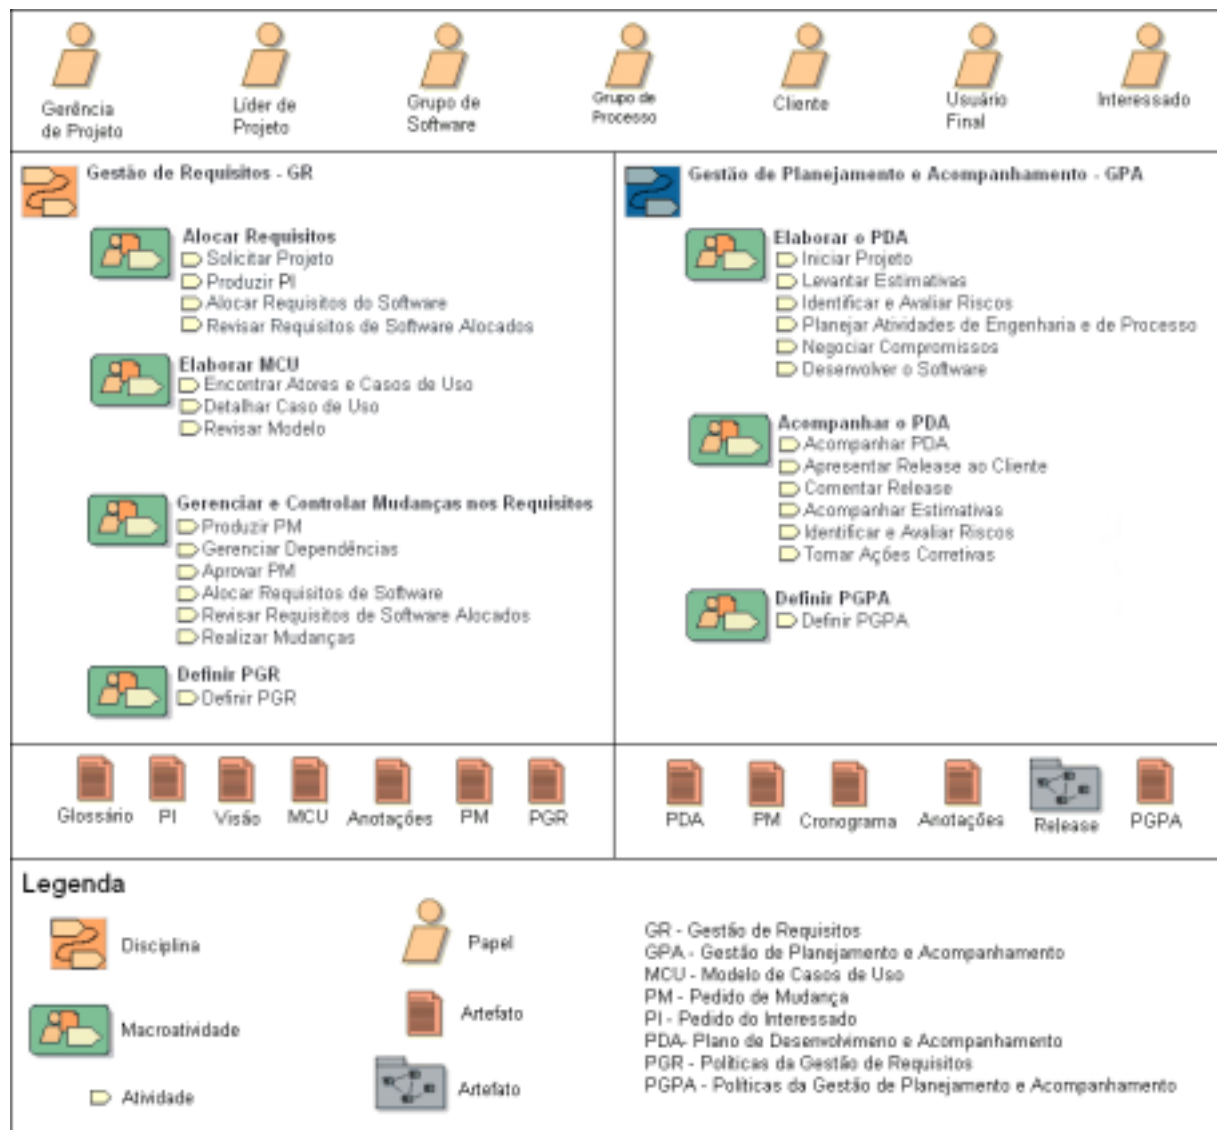 Gerência
de Projeto
Líder de
Projeto
Grupo de
Software
Grupo de
Processo
Cliente
Usuário
Final
Interessado
Gestão de Requisitos - GR
Alocar Requisitos
Solicitar Projeto
Produzir PI
Alocar Requisitos do Software
Revisar Requisitos de Software Alocados
Elaborar MCU
Encontrar Atores e Casos de Uso
Detalhar Caso de Uso
Revisar Modelo
Gerenciar e Controlar Mudanças nos Requisitos
Produzir PM
Gerenciar Dependências
Aprovar PM
Alocar Requisitos de Software
Revisar Requisitos de Software Alocados
Realizar Mudanças
Definir PGR
Definir PGR
Gestão de Planejamento e Acompanhamento - GPA
Elaborar o PDA
Iniciar Projeto
Levantar Estimativas
Identificar e Avaliar Riscos
Planejar Atividades de Engenharia e de Processo
Negociar Compromissos
Desenvolver o Software
Acompanhar o PDA
Acompanhar PDA
Apresentar Release ao Cliente
Comentar Release
Acompanhar Estimativas
Identificar e Avaliar Riscos
Tomar Ações Corretivas
Definir PGPA
Definir PGPA
Glossário
PI
Visão
MCU
Anotações
PM
PGR
PDA
PM
Cronograma
Anotações
Release
PGPA
Legenda
Disciplina
Macroatividade
Atividade
Papel
Artefato
Artefato
GR - Gestão de Requisitos
GPA - Gestão de Planejamento e Acompanhamento
MCU - Modelo de Casos de Uso
PM - Pedido de Mudança
PI - Pedido do Interessado
PDA- Plano de Desenvolvimeno e Acompanhamento
PGR - Políticas da Gestão de Requisitos
PGPA - Políticas da Gestão de Planejamento e Acompanhamento